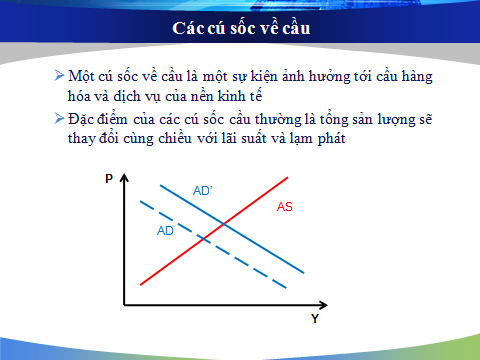 Các cú sốc về cầu
Một cú sốc về cầu là một sự kiện ảnh hưởng tới cầu hàng
hóa và dịch vụ của nền kinh tế
Đặc điểm của các cú sốc cầu thường là tổng sản lượng sẽ
thay đổi cùng chiều với lãi suất và lạm phát
P
AD'
AS
AD
Y